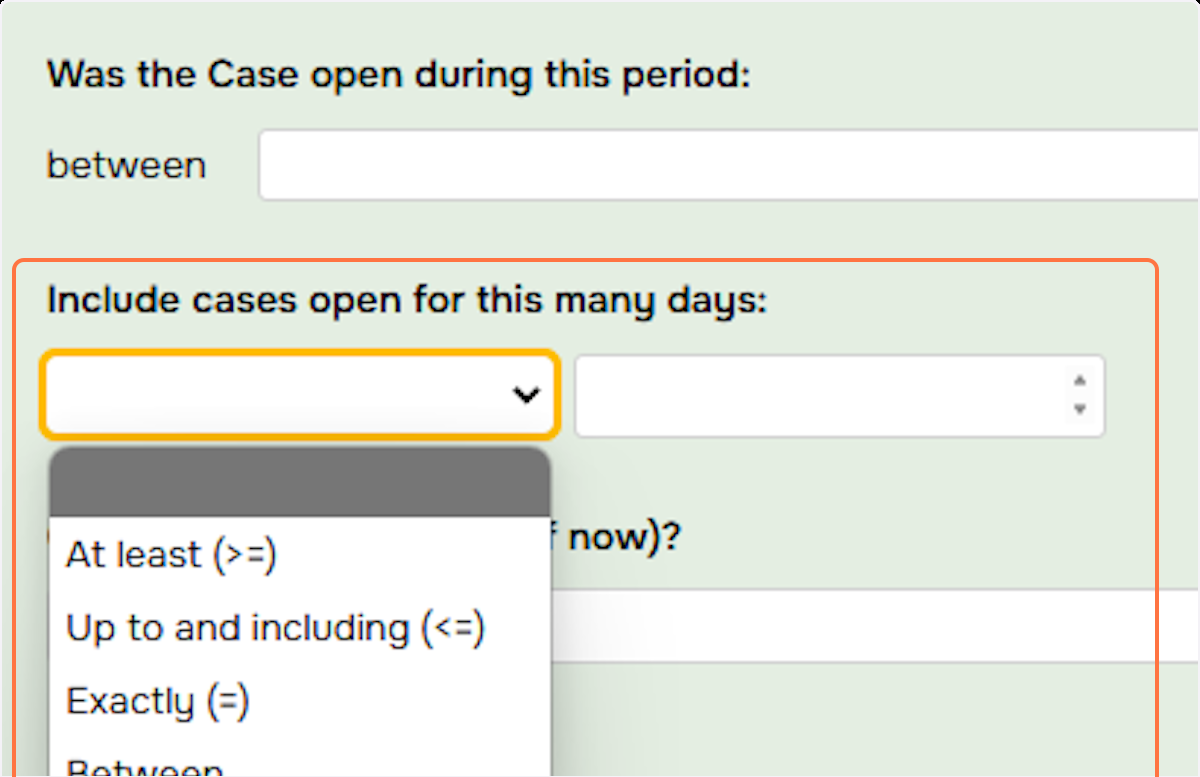 Was the Case open during this period:
between
Include cases open for this many days:
now)?
At least (>=)
Up to and including (<=)
Exactly (=)
Between